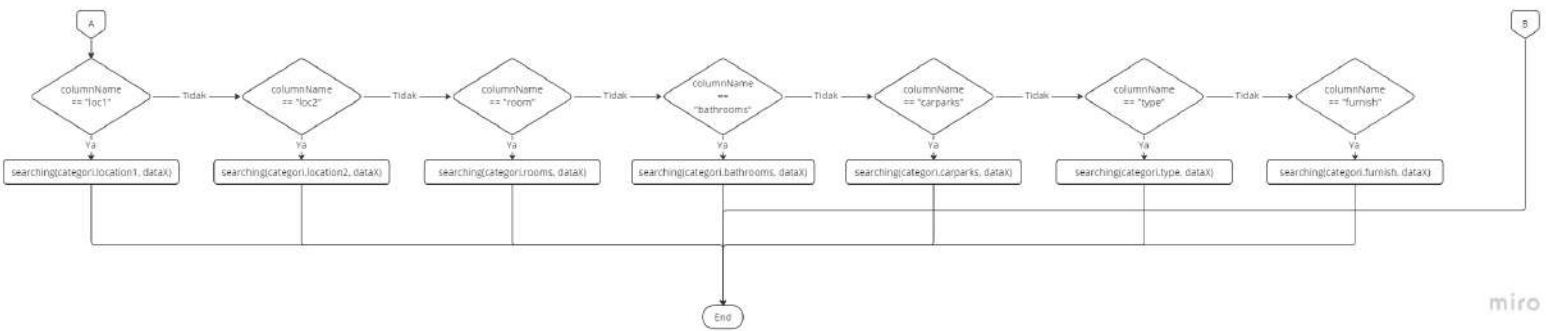 A
B
columnName
== "loc1"
Tidak
columnName
== "loc2"
Tidak
columnName
== "room"
Tidak
columnName
==
"bathrooms"
Tidak
columnName
== "carparks"
Tidak
columnName
== "type"
Tidak
columnName
== "furnish"
Ya
Ya
Ya
Ya
Ya
Ya
Ya
searching(categori.location1, dataX)
searching(categori.location2, dataX)
searching(categori.rooms, dataX)
searching(categori.bathrooms, dataX)
searching(categori.carparks, dataX)
searching(categori.type, dataX)
searching(categori.furnish, dataX)
End
miro